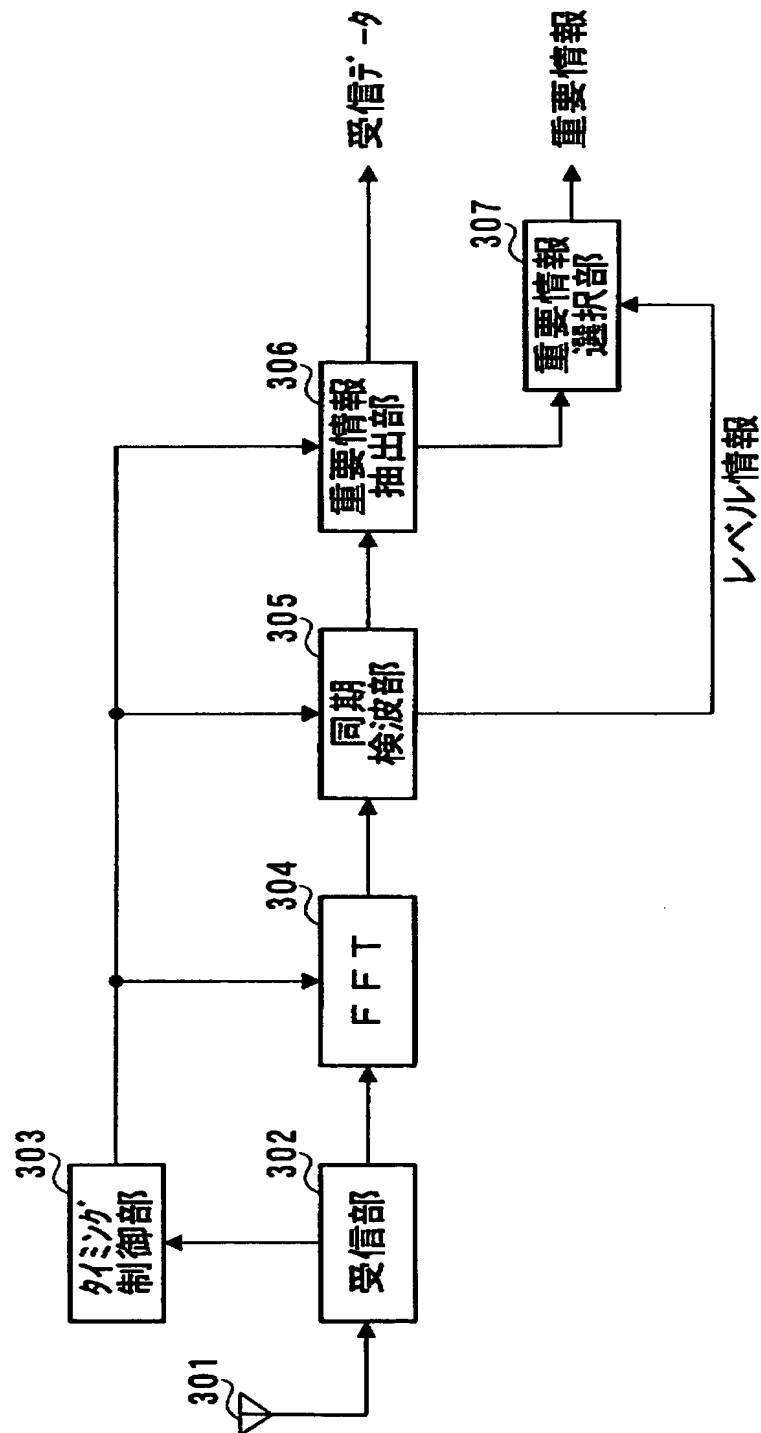 301
302
受信部
303
タイミング
制御部
304
FFT
305
同期
検波部
306
重要情報
抽出部
受信データ
307
重要情報
選択部
重要情報
レベル情報